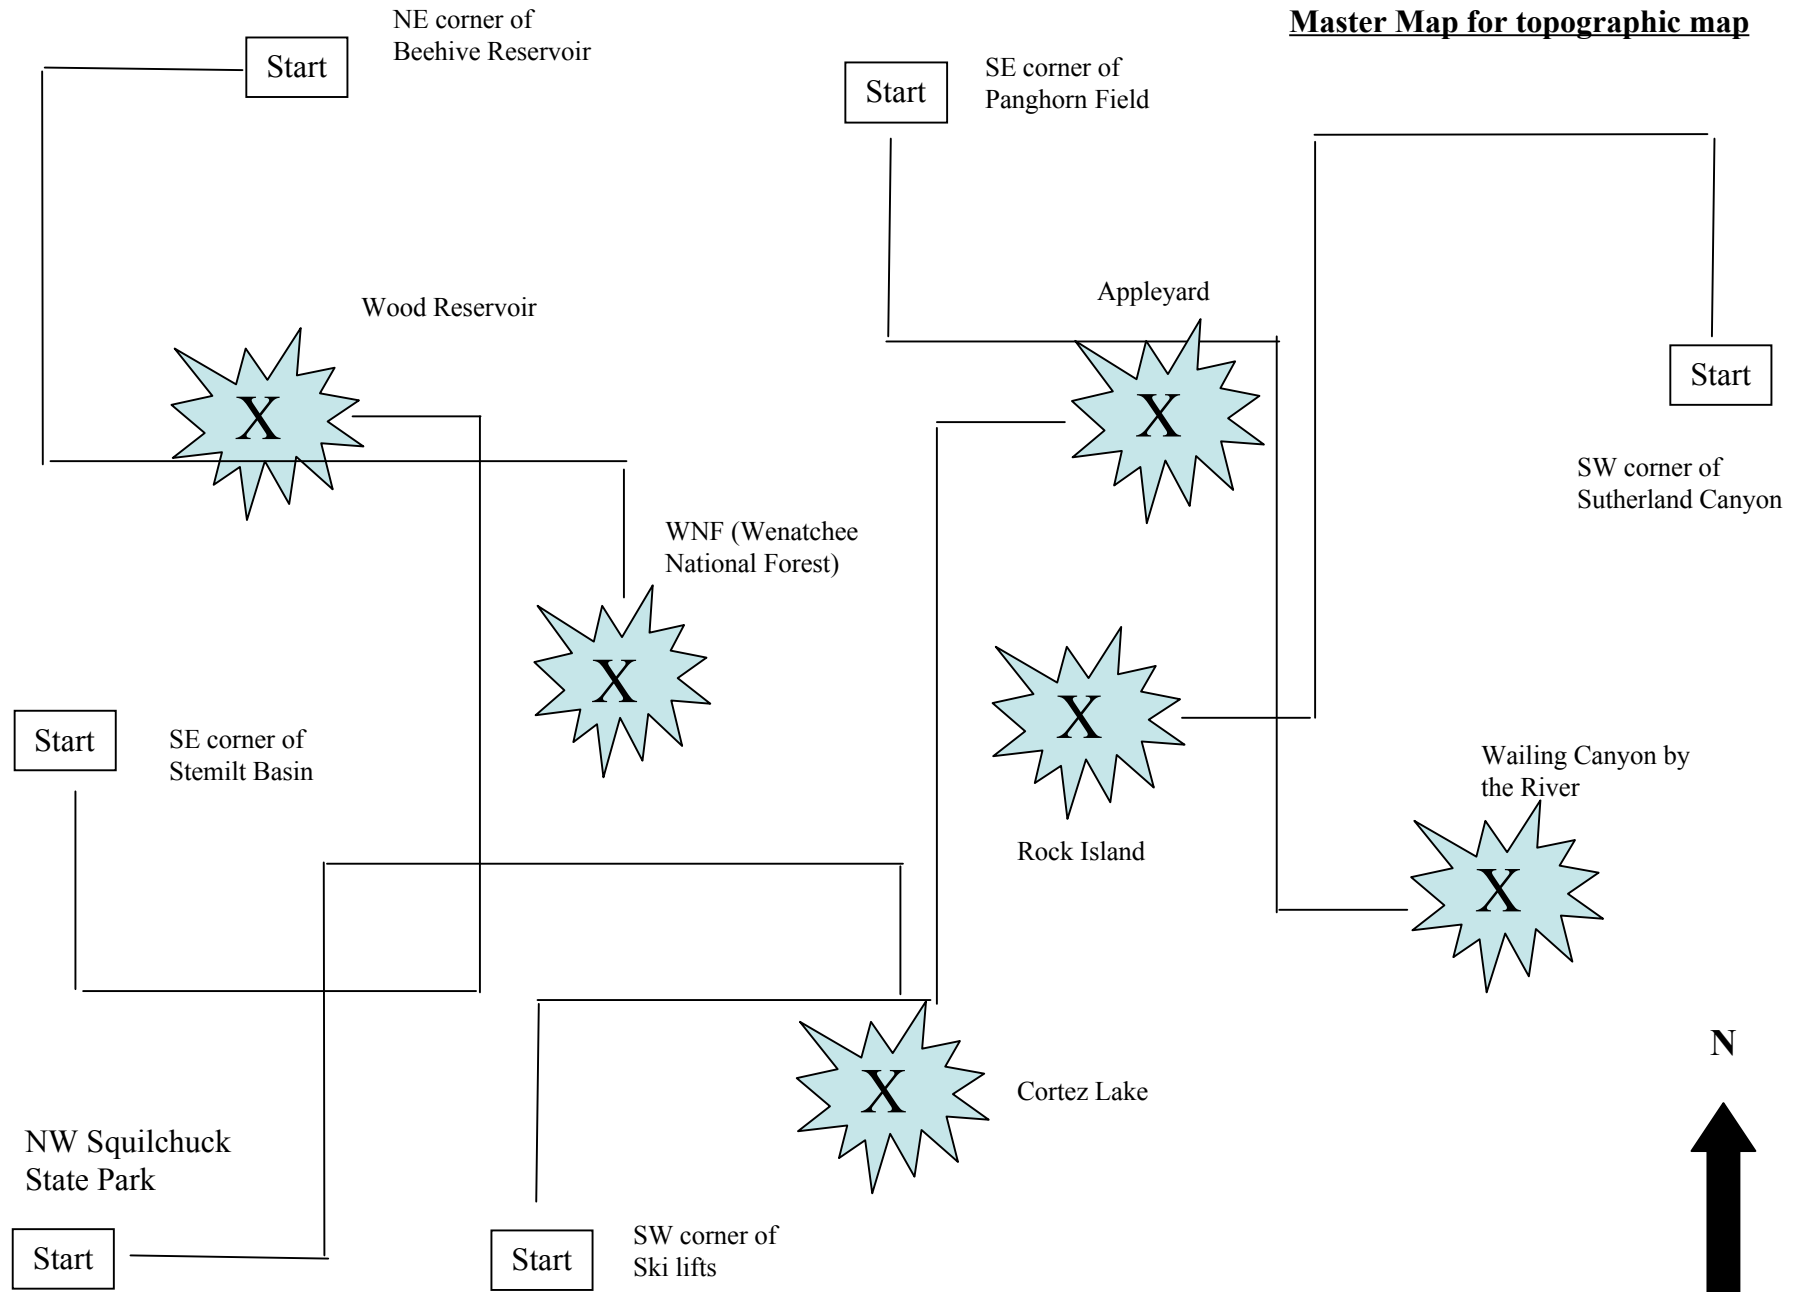 Master Map for topographic map
NE corner of
Beehive Reservoir
Start
SE corner of
Panghorn Field
Start
Wood Reservoir
X
Appleyard
X
Start
SW corner of
Sutherland Canyon
WNF (Wenatchee
National Forest)
X
X
Rock Island
Start
SE corner of
Stemilt Basin
Wailing Canyon by
the River
X
N
X
Cortez Lake
NW Squilchuck
State Park
Start
Start
SW corner of
Ski lifts